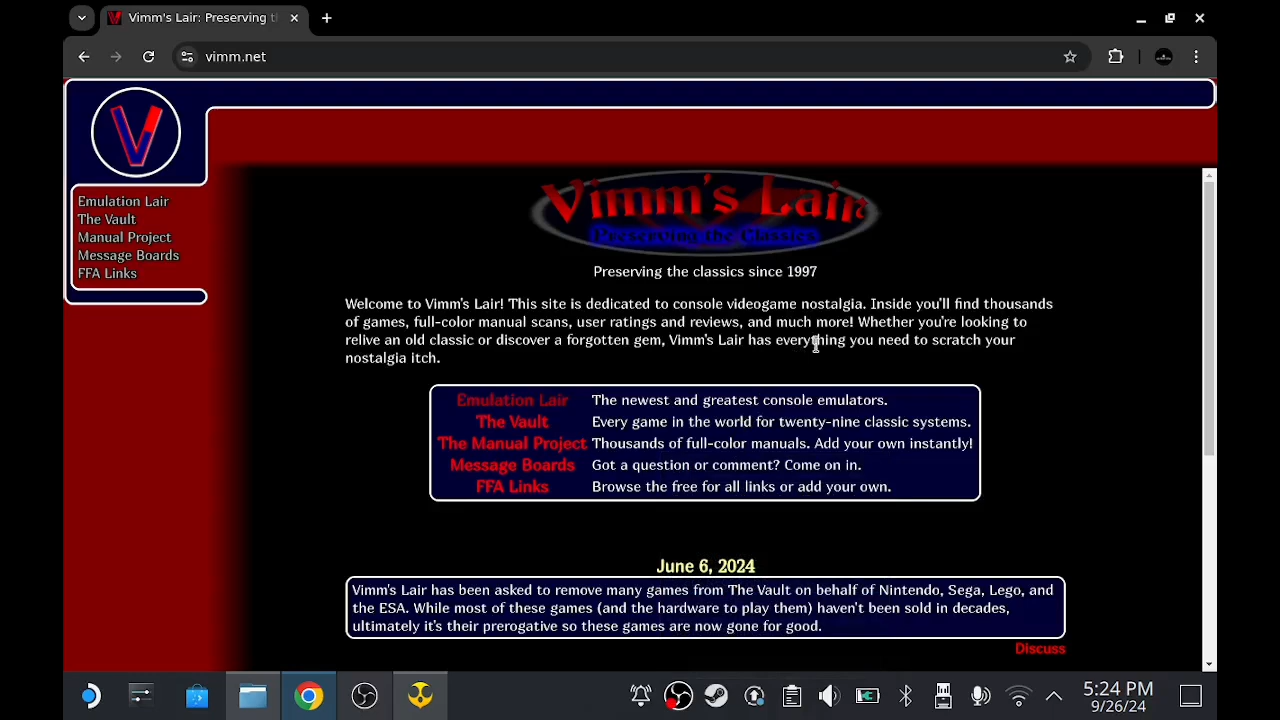 Vimm's Lair: Preserving th
vimm.net
V
Emulation Lair
The Vault
Manual Project
Message Boards
FFA Links
Vimm's Lair
Preserving the Classics
Preserving the classics since 1997
Welcome to Vimm's Lair! This site is dedicated to console videogame nostalgia. Inside you'll find thousands
of games, full-color manual scans, user ratings and reviews, and much more! Whether you're looking to
relive an old classic or discover a forgotten gem, Vimm's Lair has everything you need to scratch your
nostalgia itch.
Emulation Lair The newest and greatest console emulators.
The Vault Every game in the world for twenty-nine classic systems.
The Manual Project Thousands of full-color manuals. Add your own instantly!
Message Boards Got a question or comment? Come on in.
FFA Links Browse the free for all links or add your own.
June 6, 2024
Vimm's Lair has been asked to remove many games from The Vault on behalf of Nintendo, Sega, Lego, and
the ESA. While most of these games (and the hardware to play them) haven't been sold in decades,
ultimately it's their prerogative so these games are now gone for good.
Discuss
5:24 PM
9/26/24